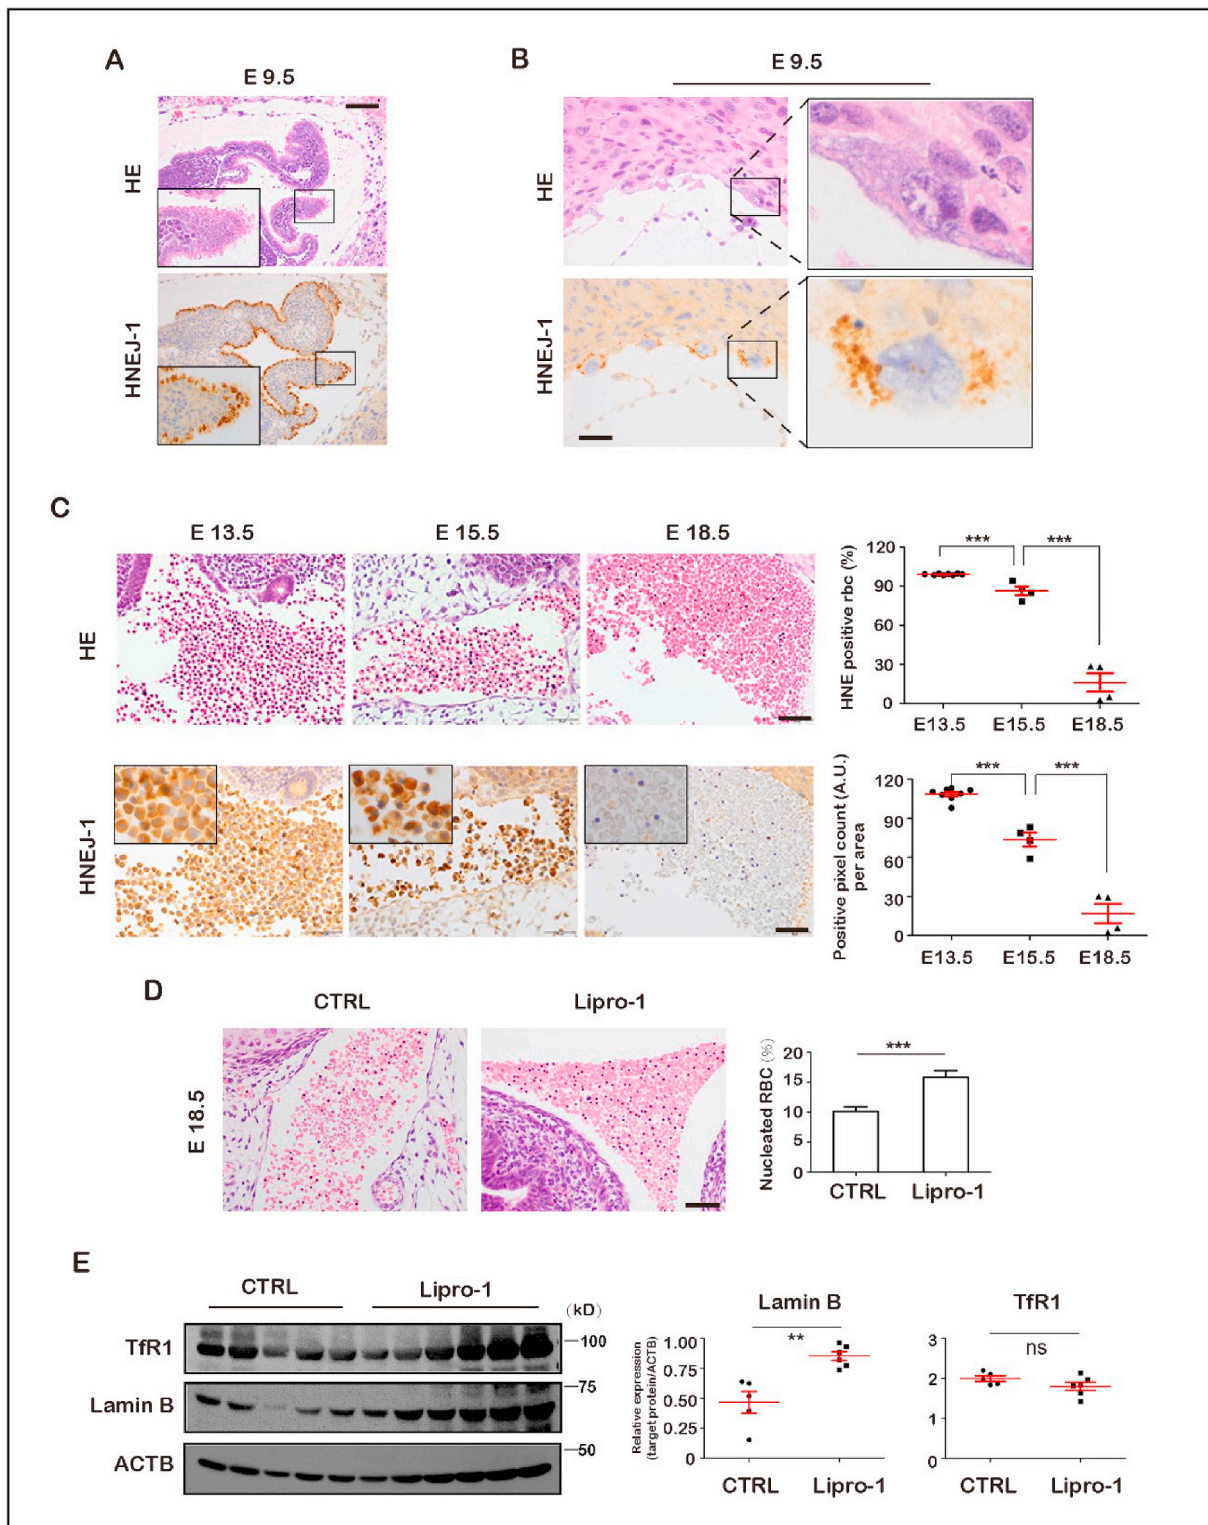 A
E 9.5
HE
HNEJ-1
B
E 9.5
HE
HNEJ-1
C
E 13.5
E 15.5
E 18.5
HE
HNEJ-1
HNE positive rbc (%)
120
90
60
30
0
***
***
E13.5
E15.5
E18.5
Positive pixel count (A.U.)
per area
120
90
60
30
0
***
***
E13.5
E15.5
E18.5
D
CTRL
Lipro-1
E 18.5
Nucleated RBC (%)
20
15
10
5
0
***
CTRL
Lipro-1
E
CTRL
Lipro-1
(kD)
TfR1
100
75
Lamin B
50
ACTB
Lamin B
Relative expression
(target protein/ACTB)
1.00
0.75
0.50
0.25
0
**
CTRL
Lipro-1
TfR1
3
2
1
0
ns
CTRL
Lipro-1